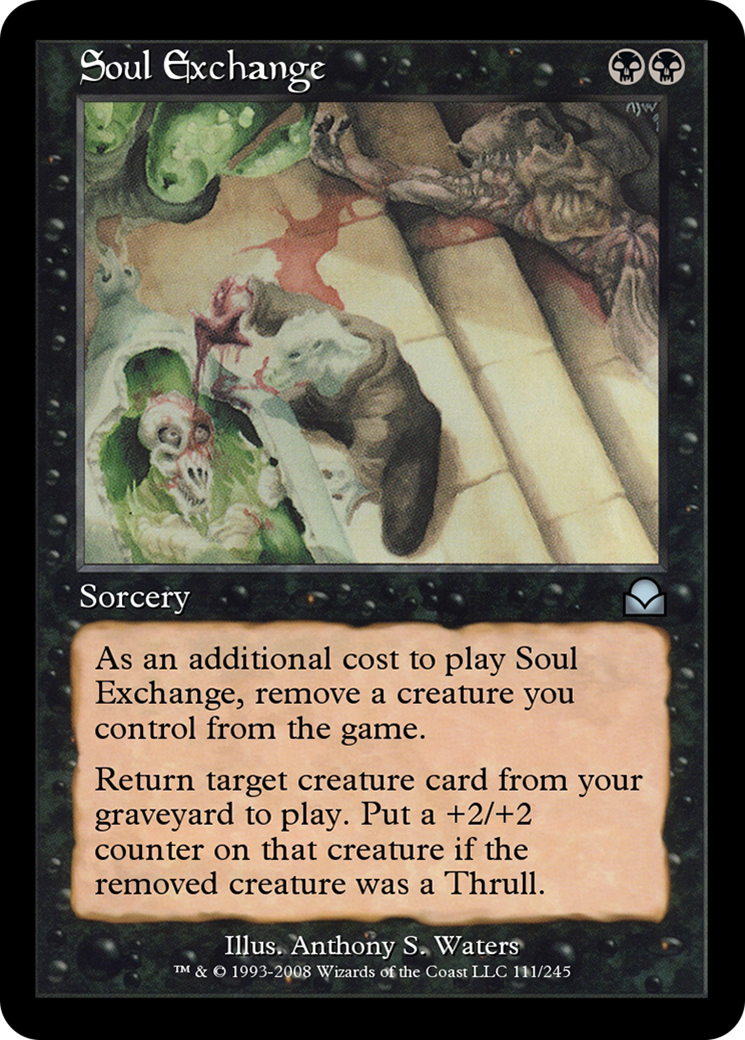 Soul Exchange
AJW
Sorcery
As an additional cost to play Soul
Exchange, remove a creature you
control from the game.
Return target creature card from your
graveyard to play. Put a +2/+2
counter on that creature if the
removed creature was a Thrull.
Illus. Anthony S. Waters
™ & © 1993-2008 Wizards of the Coast LLC 111/245